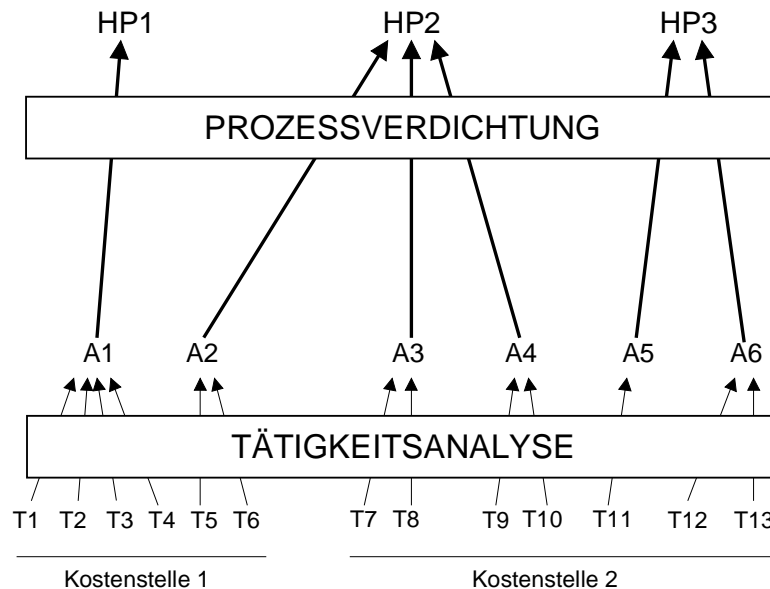 HP1 HP2 HP3
PROZESSVERDICHTUNG
A1 A2 A3 A4 A5 A6
TÄTIGKEITSANALYSE
T1 T2 T3 T4 T5 T6 T7 T8 T9 T10 T11 T12 T13
Kostenstelle 1 Kostenstelle 2